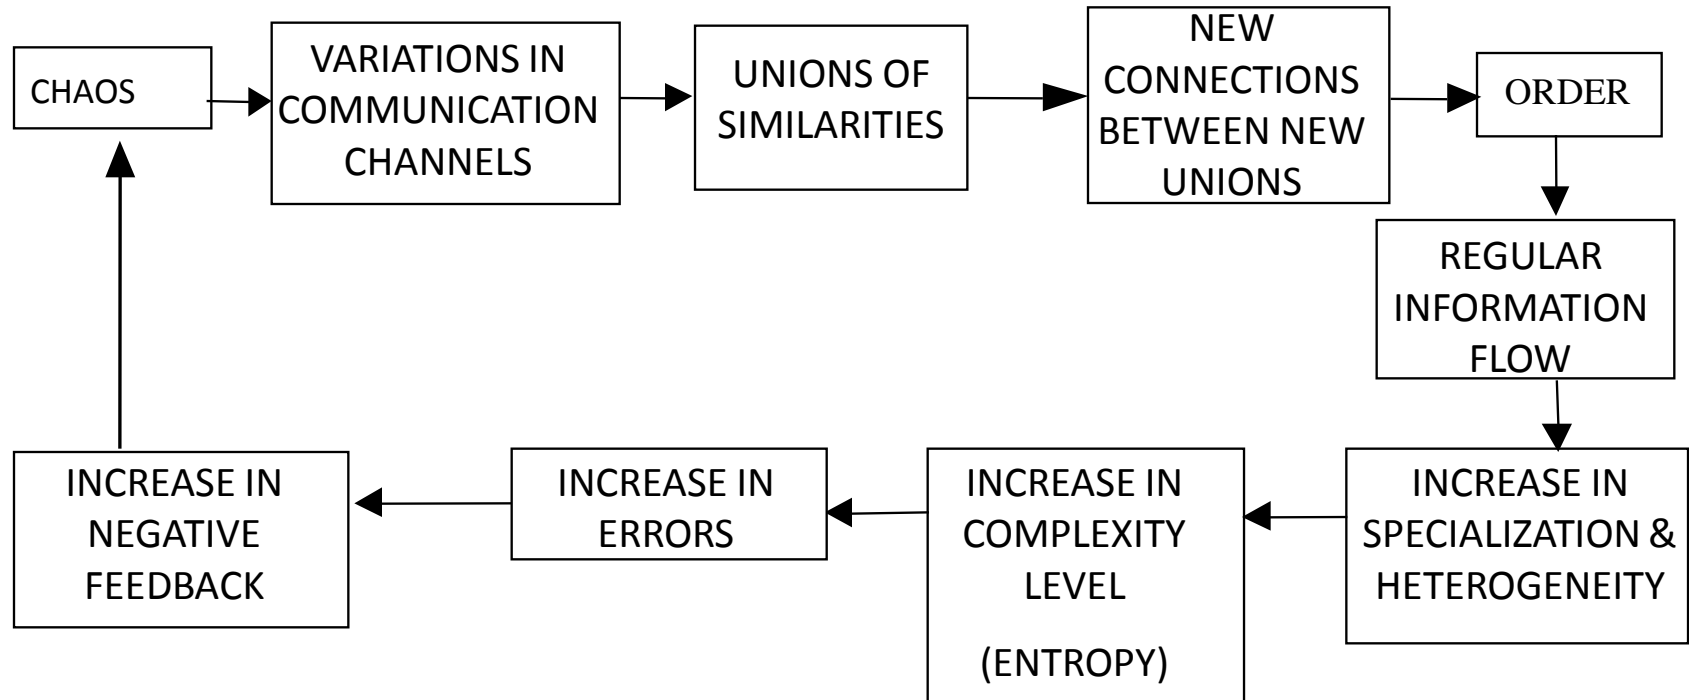 CHAOS
VARIATIONS IN
COMMUNICATION
CHANNELS
UNIONS OF
SIMILARITIES
NEW
CONNECTIONS
BETWEEN NEW
UNIONS
ORDER
REGULAR
INFORMATION
FLOW
INCREASE IN
SPECIALIZATION &
HETEROGENEITY
INCREASE IN
COMPLEXITY
LEVEL
(ENTROPY)
INCREASE IN
ERRORS
INCREASE IN
NEGATIVE
FEEDBACK